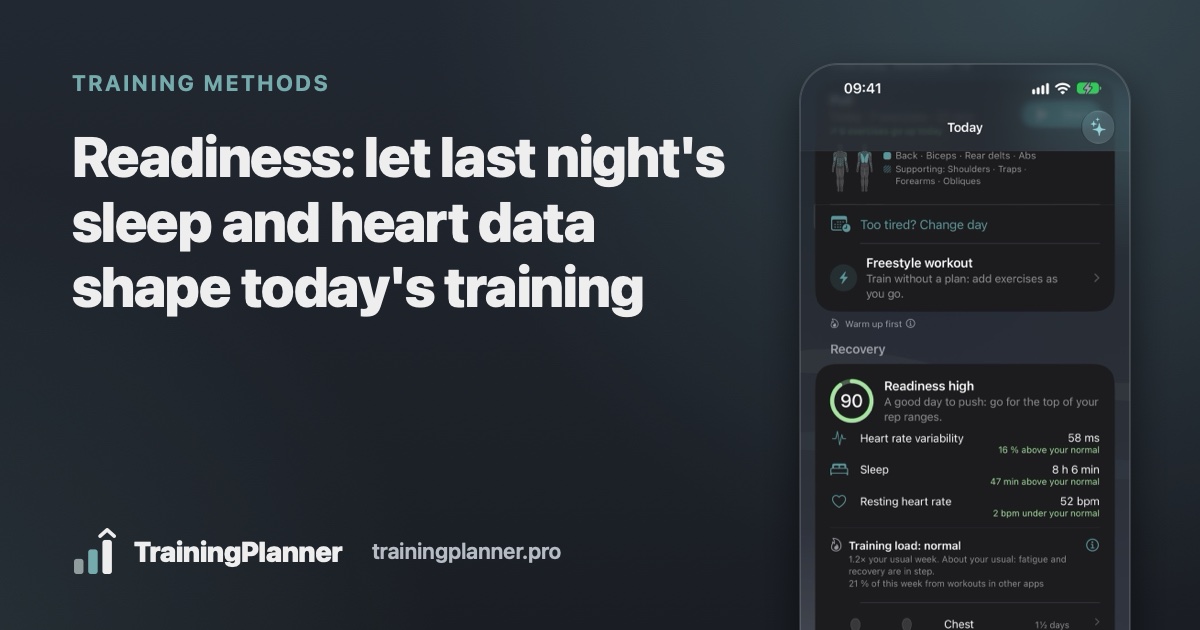 TRAINING METHODS
Readiness: let last night's
sleep and heart data
shape today's training
TrainingPlanner
trainingplanner.pro
09:41
Today
Back · Biceps · Rear delts · Abs
Supporting: Shoulders · Traps ·
Forearms · Obliques
Too tired? Change day
Freestyle workout
Train without a plan: add exercises as
you go.
Warm up first
Recovery
90
Readiness high
A good day to push: go for the top of your
rep ranges.
Heart rate variability
58 ms
16 % above your normal
Sleep
8 h 6 min
47 min above your normal
Resting heart rate
52 bpm
2 bpm under your normal
Training load: normal
1.2× your usual week. About your usual: fatigue and
recovery are in step.
21 % of this week from workouts in other apps
Chest
1½ days